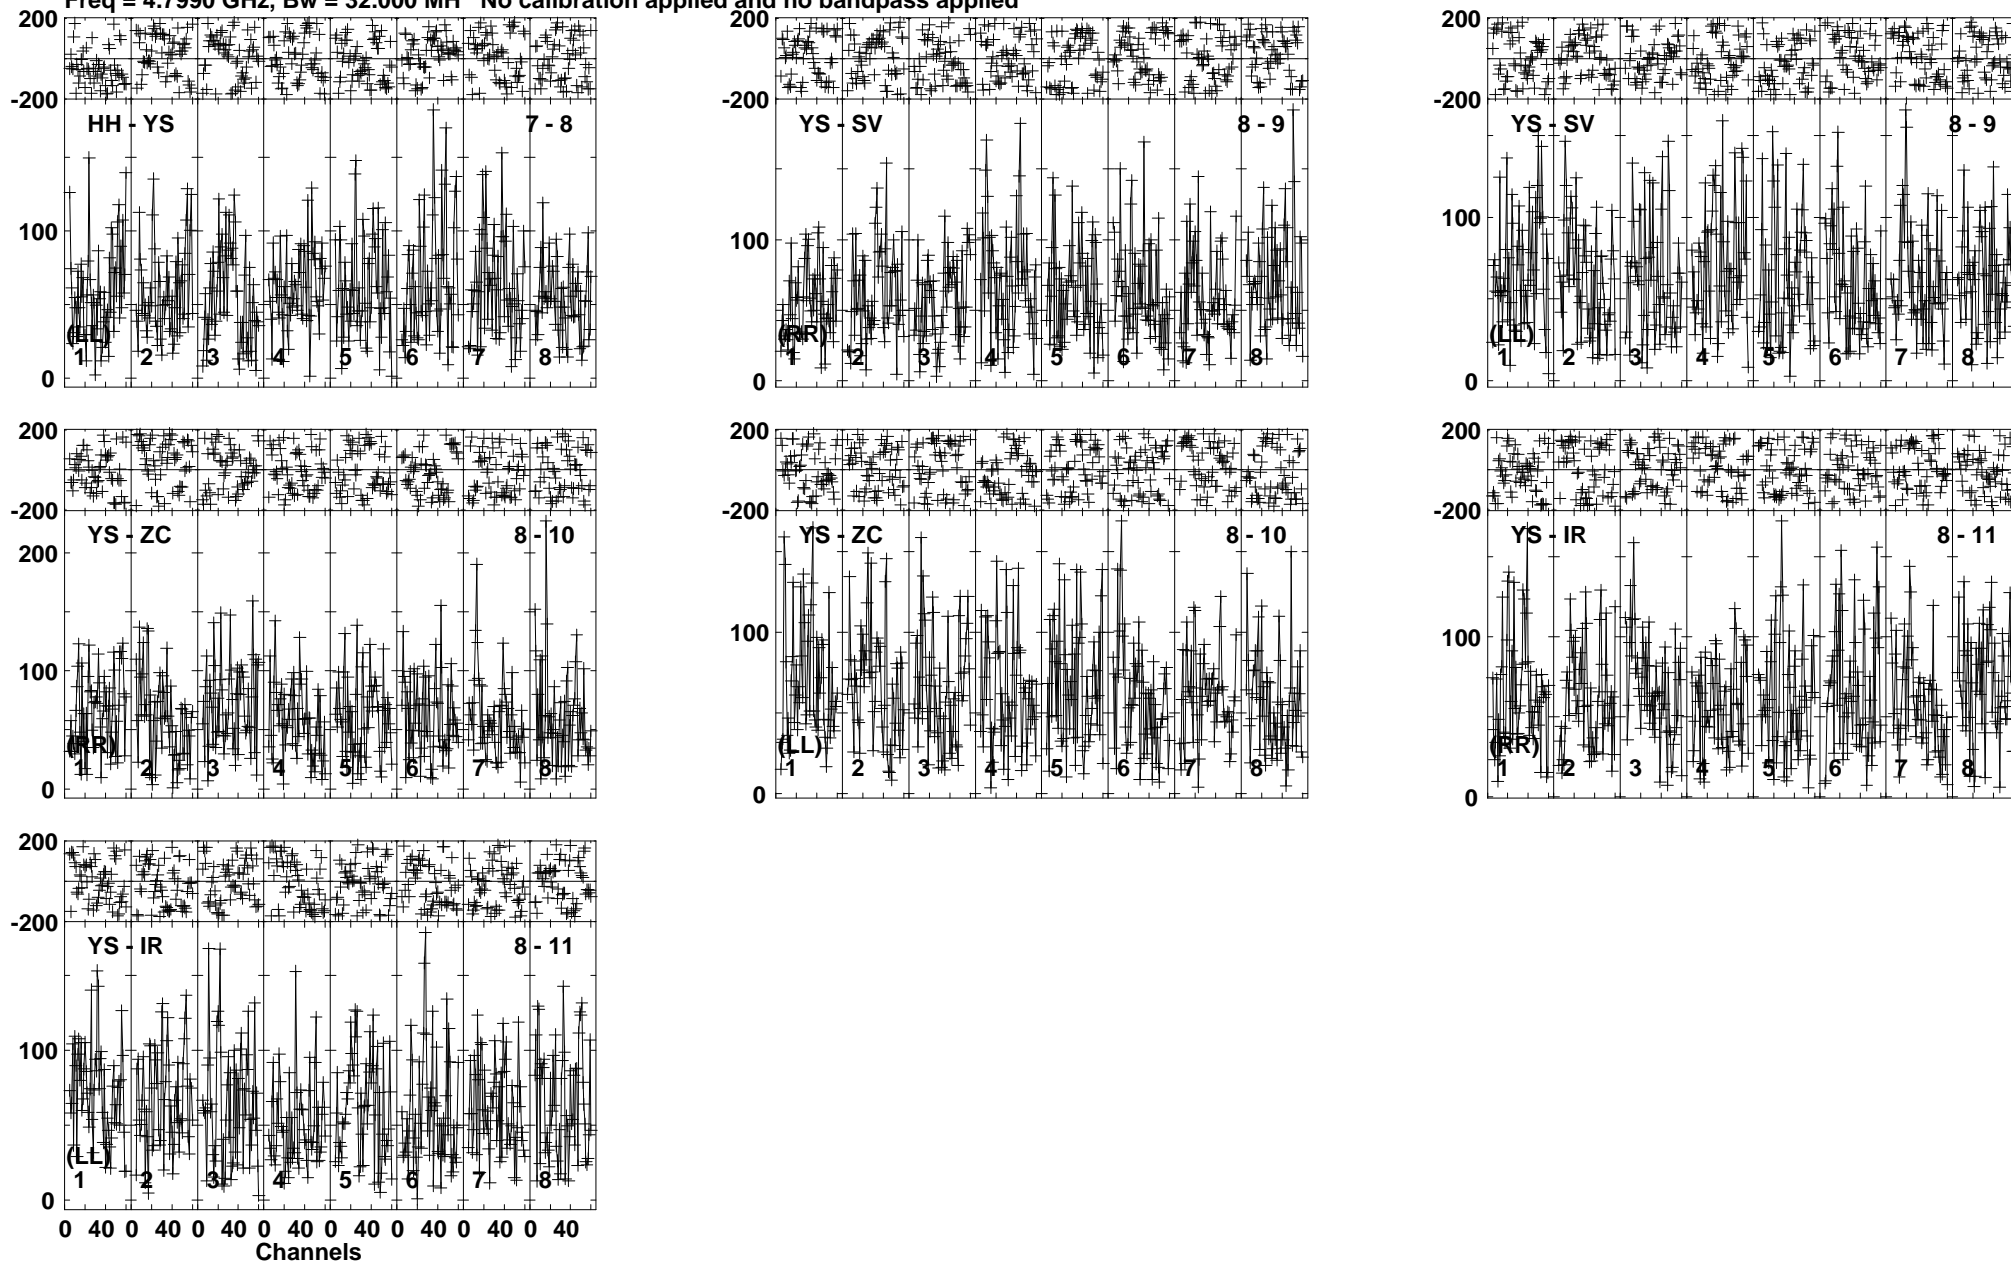 Freq = 4.7990 GHz, Bw = 32.000 MH No calibration applied and no bandpass applied
200
-200
HH - YS 7 - 8
100
(LL)
1 2 3 4 5 6 7 8
0
200
-200
YS - SV 8 - 9
100
(RR)
1 2 3 4 5 6 7 8
0
200
-200
YS - SV 8 - 9
100
(LL)
1 2 3 4 5 6 7 8
0
200
-200
YS - ZC 8 - 10
200
100
(RR)
1 2 3 4 5 6 7 8
0
200
-200
YS - ZC 8 - 10
100
(LL)
1 2 3 4 5 6 7 8
0
200
-200
YS - IR 8 - 11
100
(RR)
1 2 3 4 5 6 7 8
0
200
-200
YS - IR 8 - 11
100
(LL)
1 2 3 4 5 6 7 8
0
0 40 0 40 0 40 0 40 0 40 0 40 0 40 0 40
Channels